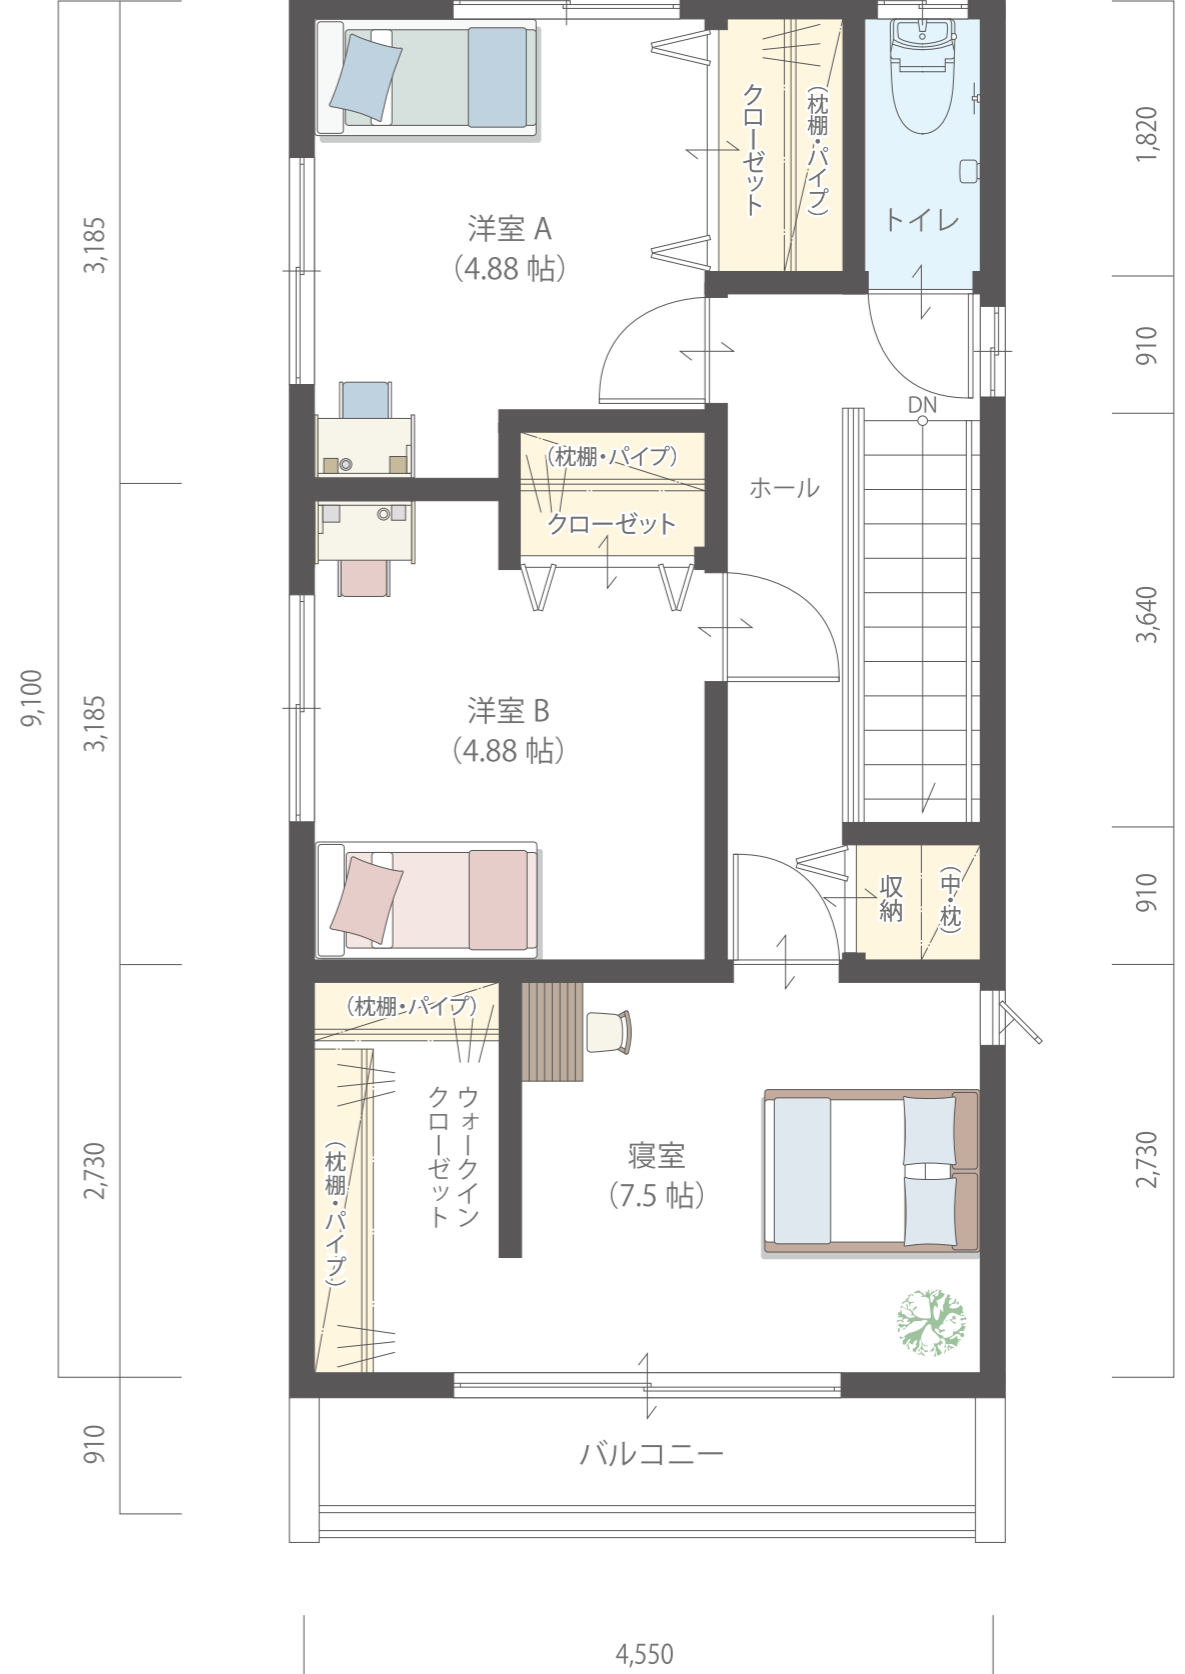 1,820
3,185
クローゼット
（枕棚・パイプ）
トイレ
洋室 A
（4.88 帖）
910
DN
（枕棚・パイプ）
ホール
クローゼット
3,640
9,100
3,185
洋室 B
（4.88 帖）
収納
（中・枕）
910
（枕棚・パイプ）
ウォークイン
クローゼット
（枕棚・パイプ）
寝室
（7.5 帖）
2,730
2,730
910
バルコニー
4,550